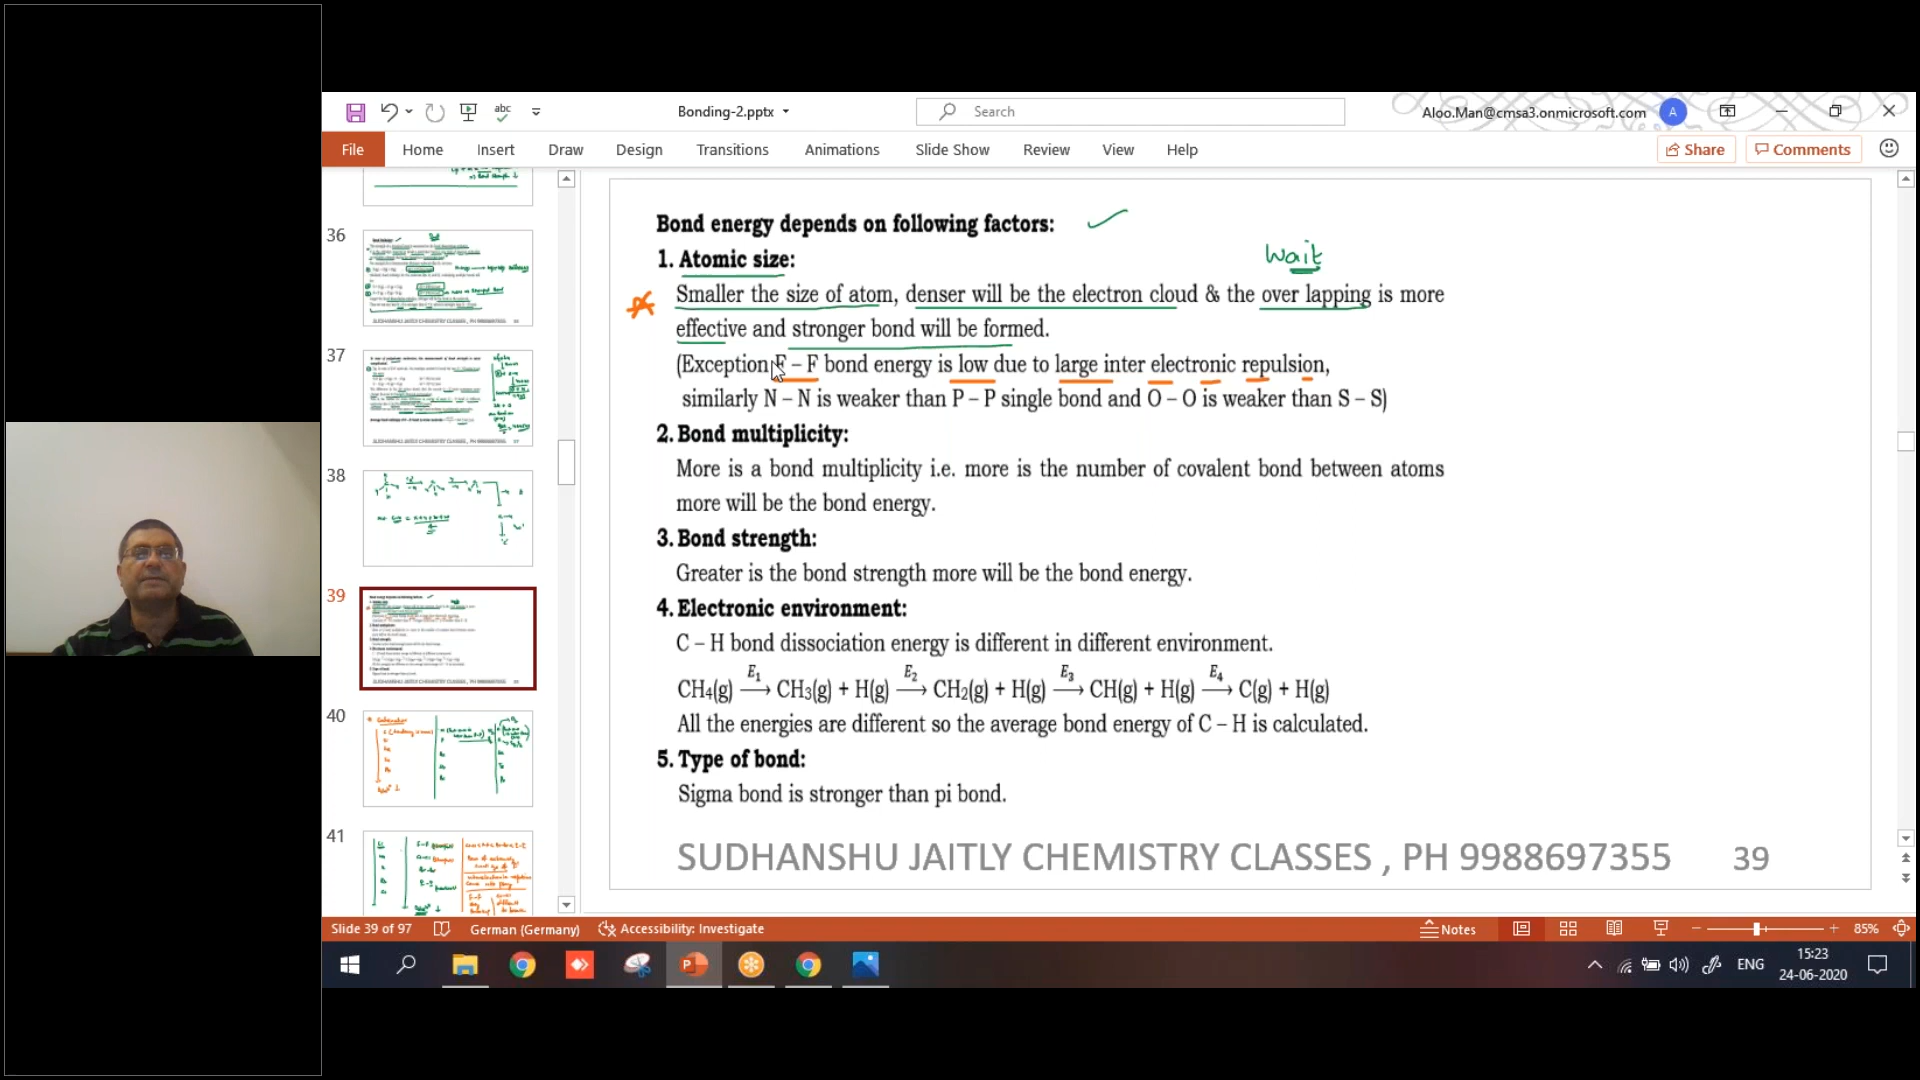 Bonding-2.pptx
Search
Aloo.Man@cmsa3.onmicrosoft.com
A
File Home Insert Draw Design Transitions Animations Slide Show Review View Help
Share Comments
36
37
38
39
40
41
Bond energy depends on following factors:
1. Atomic size:
wait
Smaller the size of atom, denser will be the electron cloud & the over lapping is more
effective and stronger bond will be formed.
(Exception F – F bond energy is low due to large inter electronic repulsion,
similarly N – N is weaker than P – P single bond and O – O is weaker than S – S)
2. Bond multiplicity:
More is a bond multiplicity i.e. more is the number of covalent bond between atoms
more will be the bond energy.
3. Bond strength:
Greater is the bond strength more will be the bond energy.
4. Electronic environment:
C – H bond dissociation energy is different in different environment.
CH₄(g) —E₁→ CH₃(g) + H(g) —E₂→ CH₂(g) + H(g) —E₃→ CH(g) + H(g) —E₄→ C(g) + H(g)
All the energies are different so the average bond energy of C – H is calculated.
5. Type of bond:
Sigma bond is stronger than pi bond.
SUDHANSHU JAITLY CHEMISTRY CLASSES , PH 9988697355 39
Slide 39 of 97 German (Germany) Accessibility: Investigate Notes 85%
ENG
15:23
24-06-2020